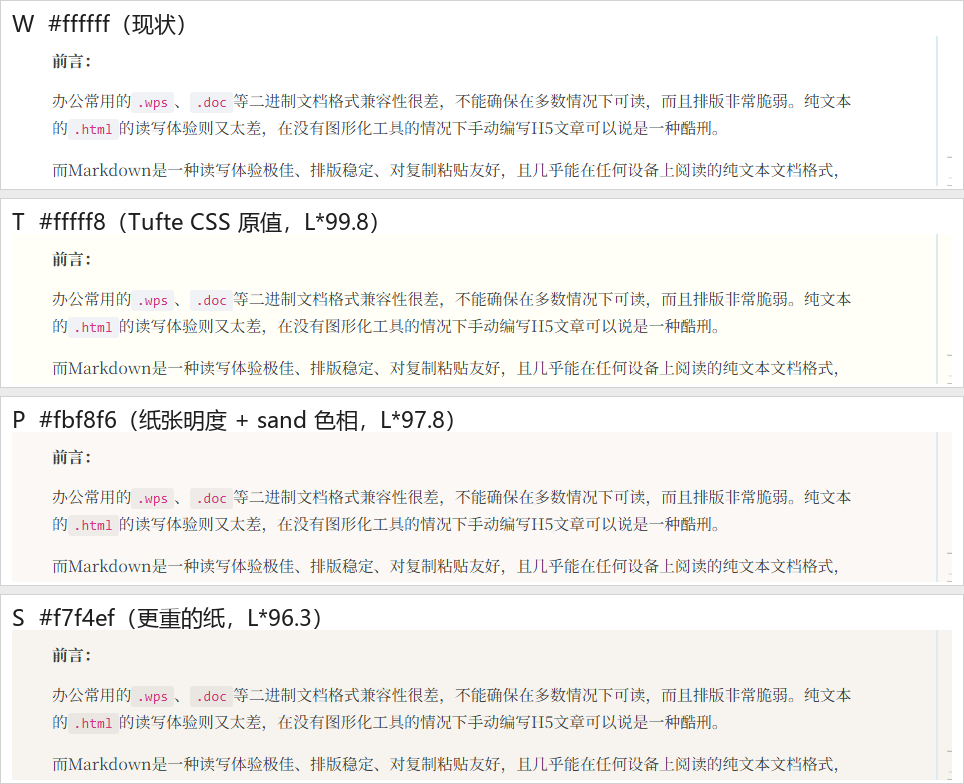 W #ffffff（现状）
前言：
办公常用的 .wps 、 .doc 等二进制文档格式兼容性很差，不能确保在多数情况下可读，而且排版非常脆弱。纯文本
的 .html 的读写体验则又太差，在没有图形化工具的情况下手动编写H5文章可以说是一种酷刑。
而Markdown是一种读写体验极佳、排版稳定、对复制粘贴友好，且几乎能在任何设备上阅读的纯文本文档格式，
T #fffff8（Tufte CSS 原值，L*99.8）
前言：
办公常用的 .wps 、 .doc 等二进制文档格式兼容性很差，不能确保在多数情况下可读，而且排版非常脆弱。纯文本
的 .html 的读写体验则又太差，在没有图形化工具的情况下手动编写H5文章可以说是一种酷刑。
而Markdown是一种读写体验极佳、排版稳定、对复制粘贴友好，且几乎能在任何设备上阅读的纯文本文档格式，
P #fbf8f6（纸张明度 + sand 色相，L*97.8）
前言：
办公常用的 .wps 、 .doc 等二进制文档格式兼容性很差，不能确保在多数情况下可读，而且排版非常脆弱。纯文本
的 .html 的读写体验则又太差，在没有图形化工具的情况下手动编写H5文章可以说是一种酷刑。
而Markdown是一种读写体验极佳、排版稳定、对复制粘贴友好，且几乎能在任何设备上阅读的纯文本文档格式，
S #f7f4ef（更重的纸，L*96.3）
前言：
办公常用的 .wps 、 .doc 等二进制文档格式兼容性很差，不能确保在多数情况下可读，而且排版非常脆弱。纯文本
的 .html 的读写体验则又太差，在没有图形化工具的情况下手动编写H5文章可以说是一种酷刑。
而Markdown是一种读写体验极佳、排版稳定、对复制粘贴友好，且几乎能在任何设备上阅读的纯文本文档格式，